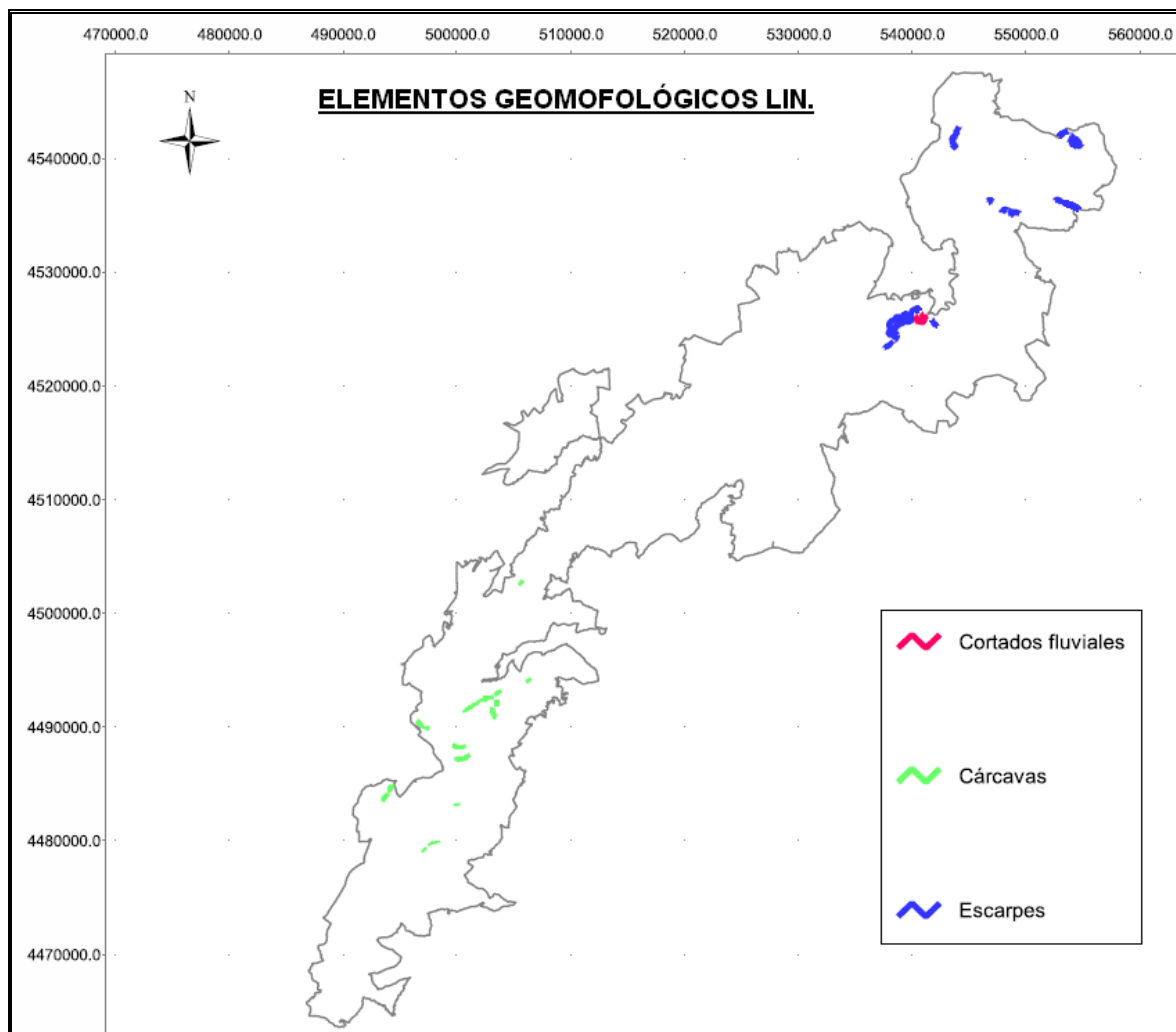 470000.0 480000.0 490000.0 500000.0 510000.0 520000.0 530000.0 540000.0 550000.0 560000.0
N
ELEMENTOS GEOMOFOLÓGICOS LIN.
4540000.0
4530000.0
4520000.0
4510000.0
4500000.0
Cortados fluviales
4490000.0
Cárcavas
4480000.0
Escarpes
4470000.0